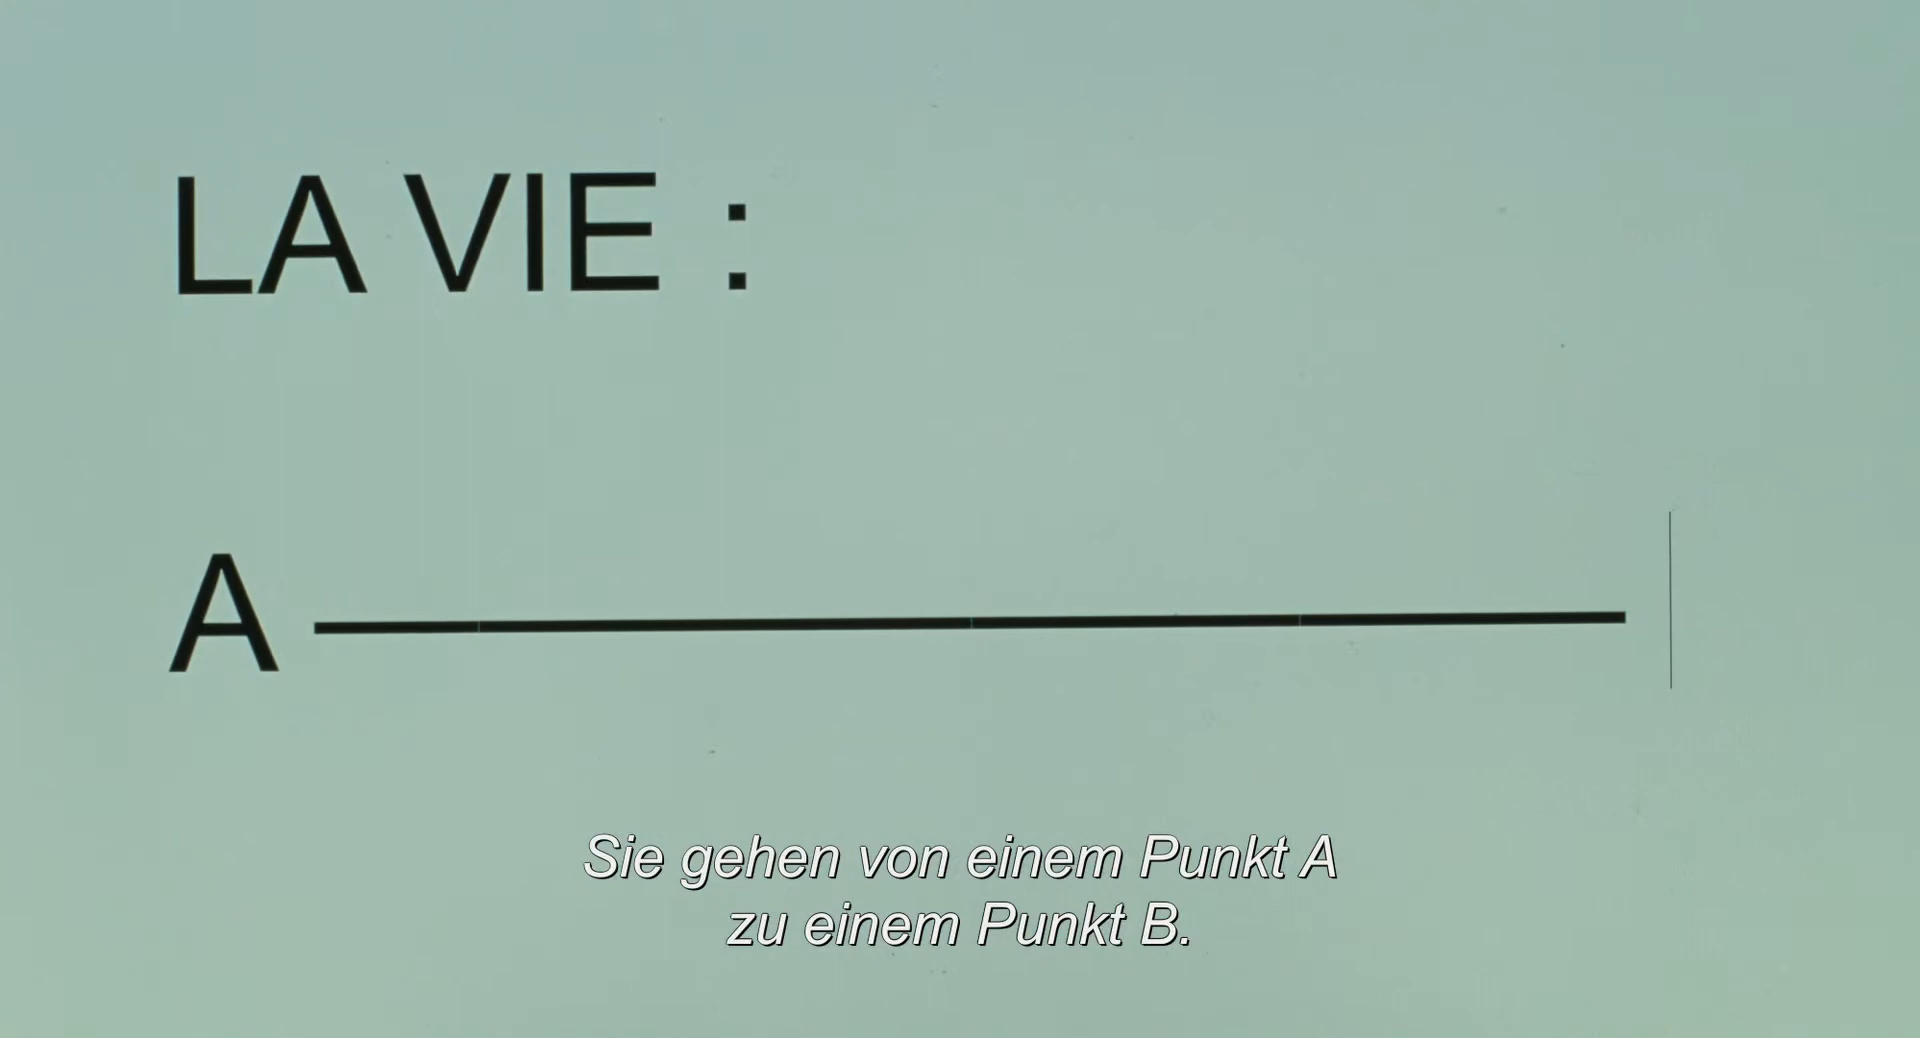 LA VIE :
A
Sie gehen von einem Punkt A
zu einem Punkt B.